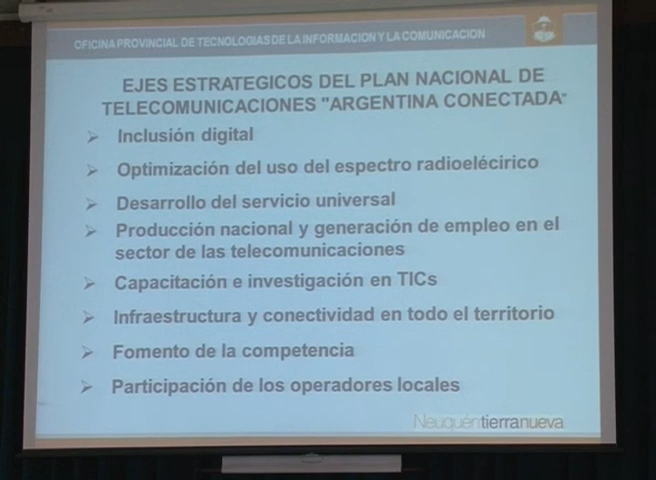 OFICINA PROVINCIAL DE TECNOLOGIAS DE LA INFORMACION Y LA COMUNICACION
EJES ESTRATEGICOS DEL PLAN NACIONAL DE
TELECOMUNICACIONES "ARGENTINA CONECTADA"
➢ Inclusión digital
➢ Optimización del uso del espectro radioelécirico
➢ Desarrollo del servicio universal
➢ Producción nacional y generación de empleo en el
sector de las telecomunicaciones
➢ Capacitación e investigación en TICs
➢ Infraestructura y conectividad en todo el territorio
➢ Fomento de la competencia
➢ Participación de los operadores locales
Neuquéntierranueva